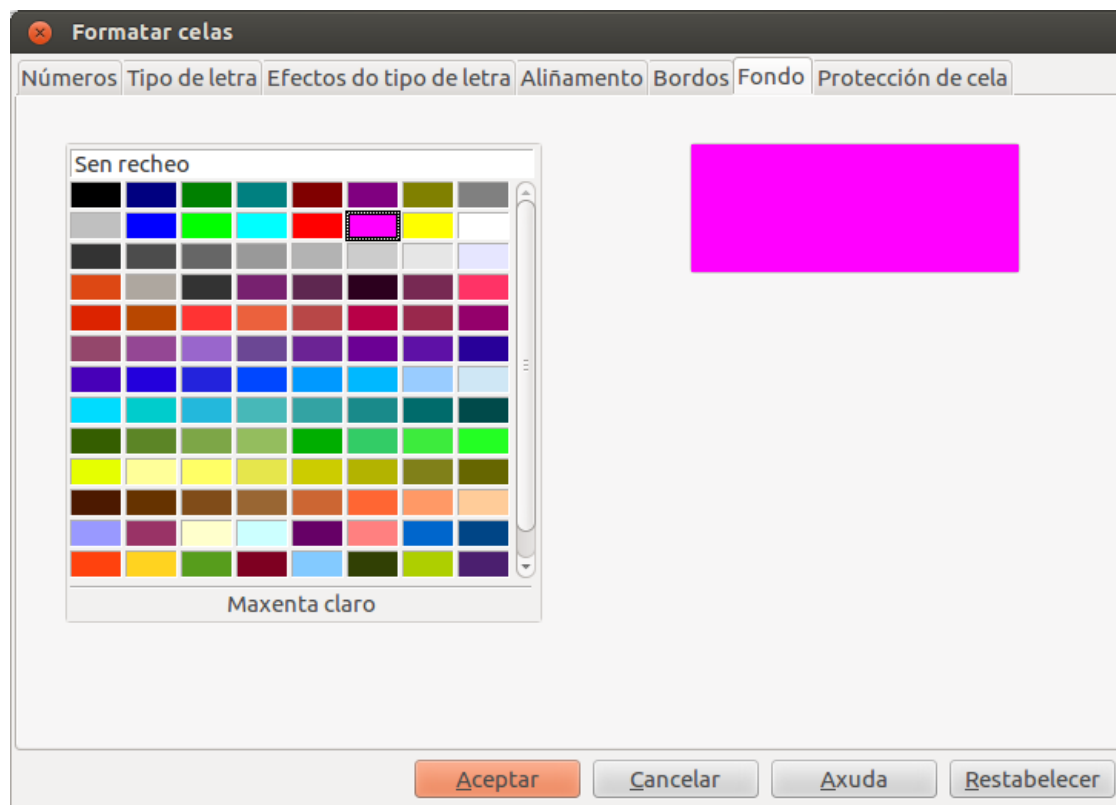 Formatar celas
Números Tipo de letra Efectos do tipo de letra Aliñamento Bordos Fondo Protección de cela
Sen recheo
Maxenta claro
Aceptar Cancelar Axuda Restabelecer